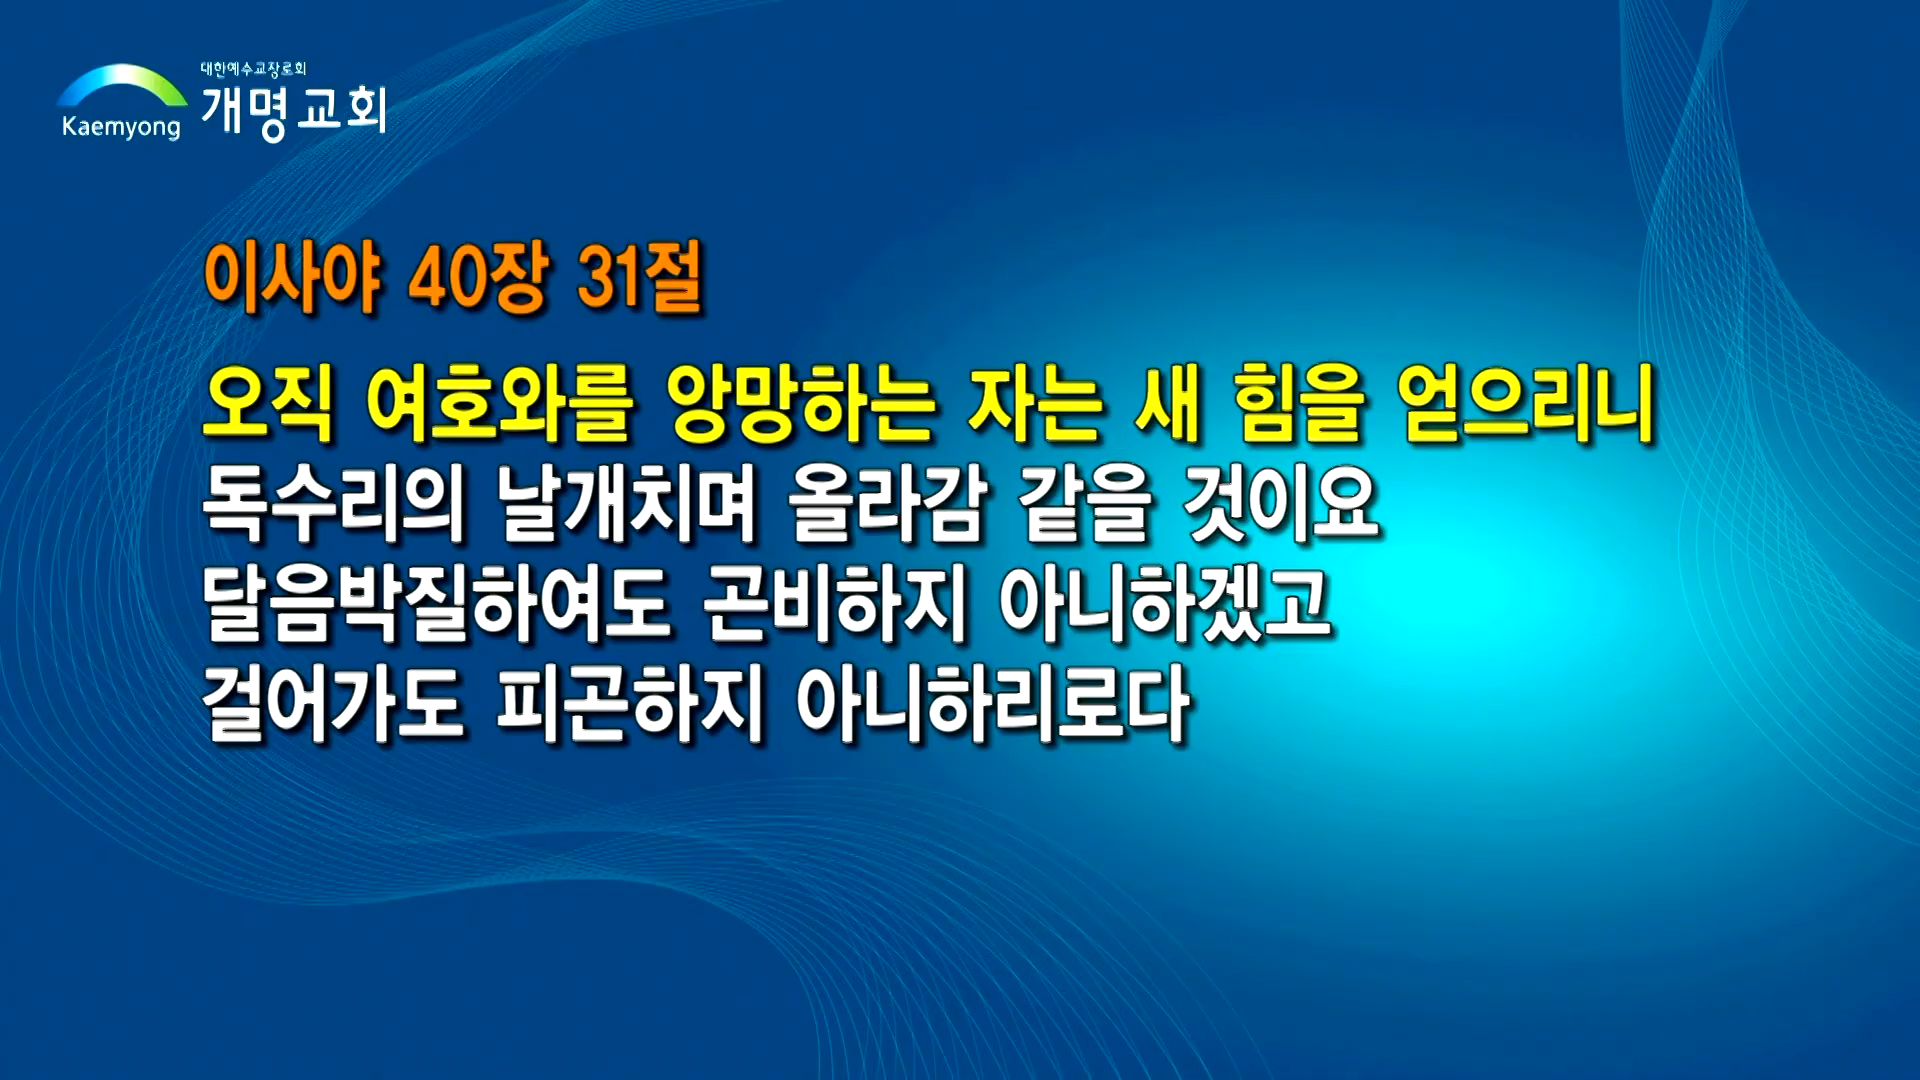 대한예수교장로회
개명교회
Kaemyong
이사야 40장 31절
오직 여호와를 앙망하는 자는 새 힘을 얻으리니
독수리의 날개치며 올라감 같을 것이요
달음박질하여도 곤비하지 아니하겠고
걸어가도 피곤하지 아니하리로다